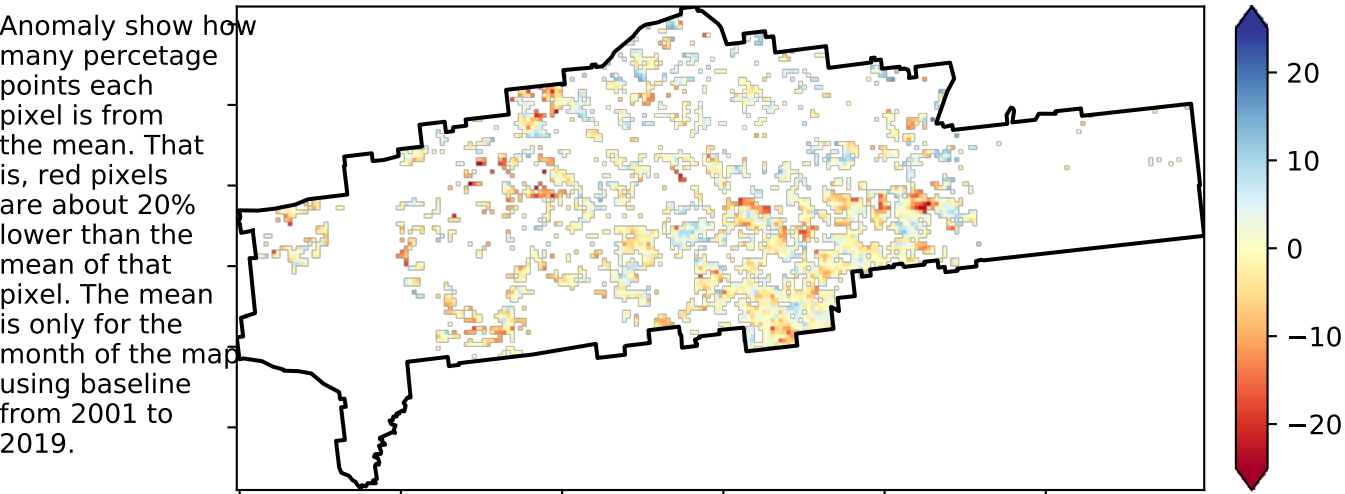 Anomaly show how
many percetage
points each
pixel is from
the mean. That
is, red pixels
are about 20%
lower than the
mean of that
pixel. The mean
is only for the
month of the map
using baseline
from 2001 to
2019.
20
10
0
−10
−20